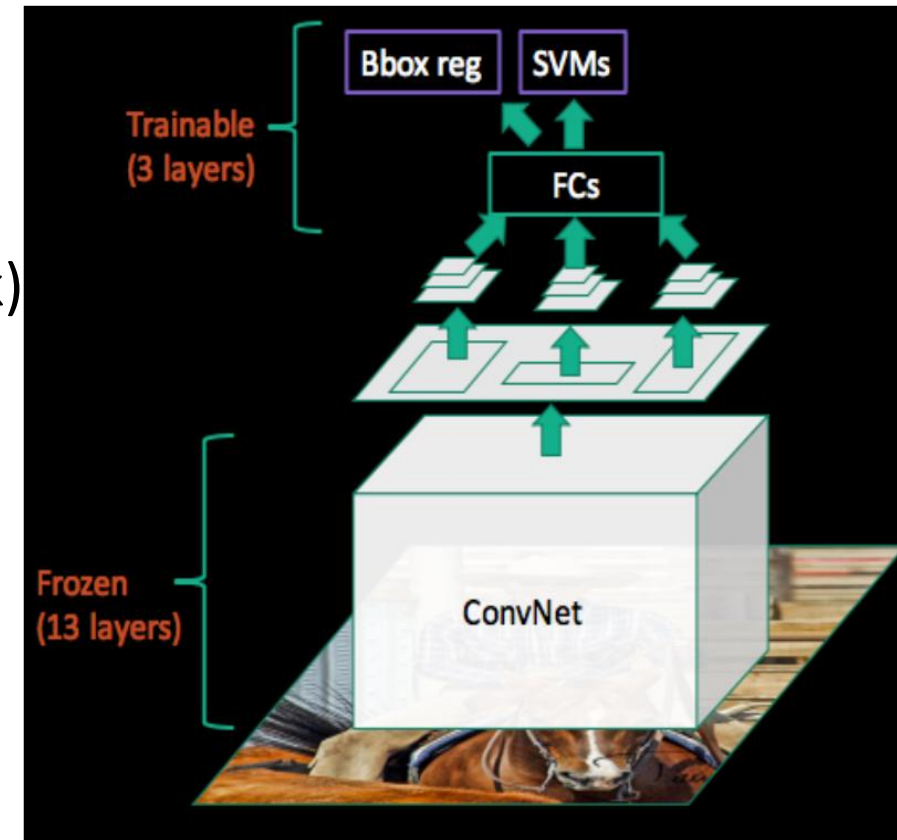 Bbox reg SVMs
Trainable
(3 layers)
FCs
)
Frozen
(13 layers)
ConvNet